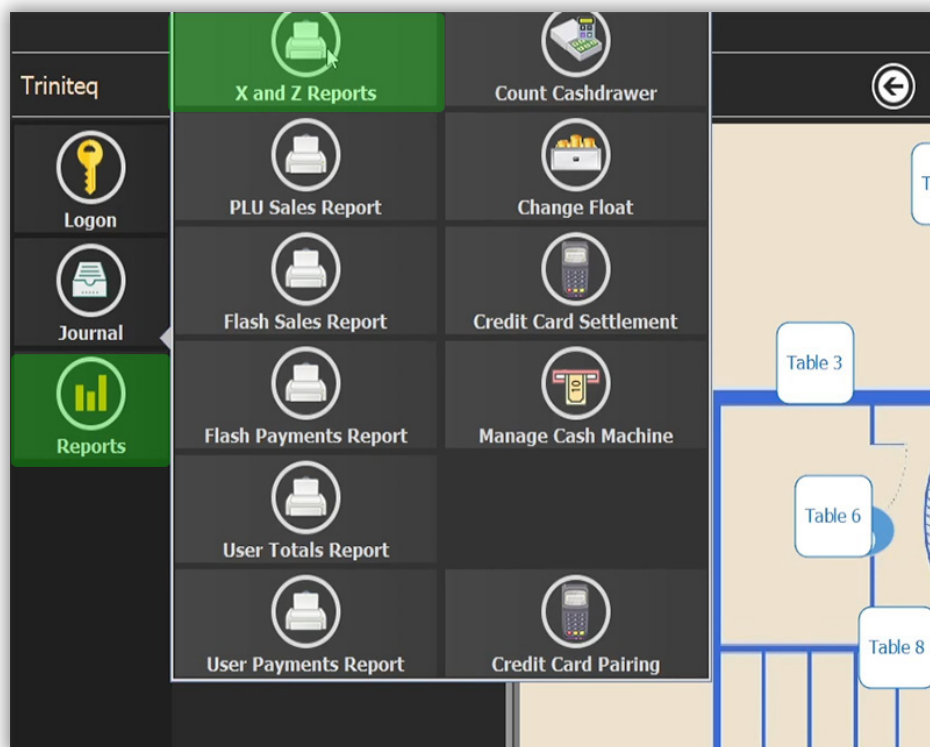 Triniteq
Logon
Journal
Reports
X and Z Reports
Count Cashdrawer
PLU Sales Report
Change Float
Flash Sales Report
Credit Card Settlement
Flash Payments Report
Manage Cash Machine
10
User Totals Report
User Payments Report
Credit Card Pairing
Table 3
Table 6
Table 8